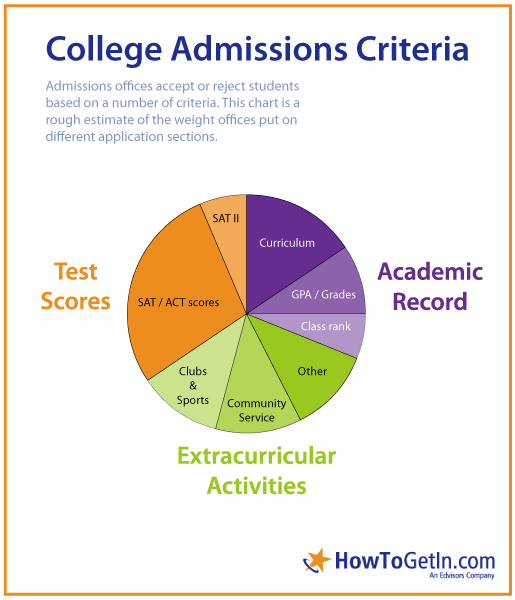 College Admissions Criteria
Admissions offices accept or reject students
based on a number of criteria. This chart is a
rough estimate of the weight offices put on
different application sections.
SAT II
Curriculum
Test
Scores
Academic
Record
GPA / Grades
SAT / ACT scores
Class rank
Clubs
&
Sports
Other
Community
Service
Extracurricular
Activities
HowToGetIn.com
An Edvisors Company